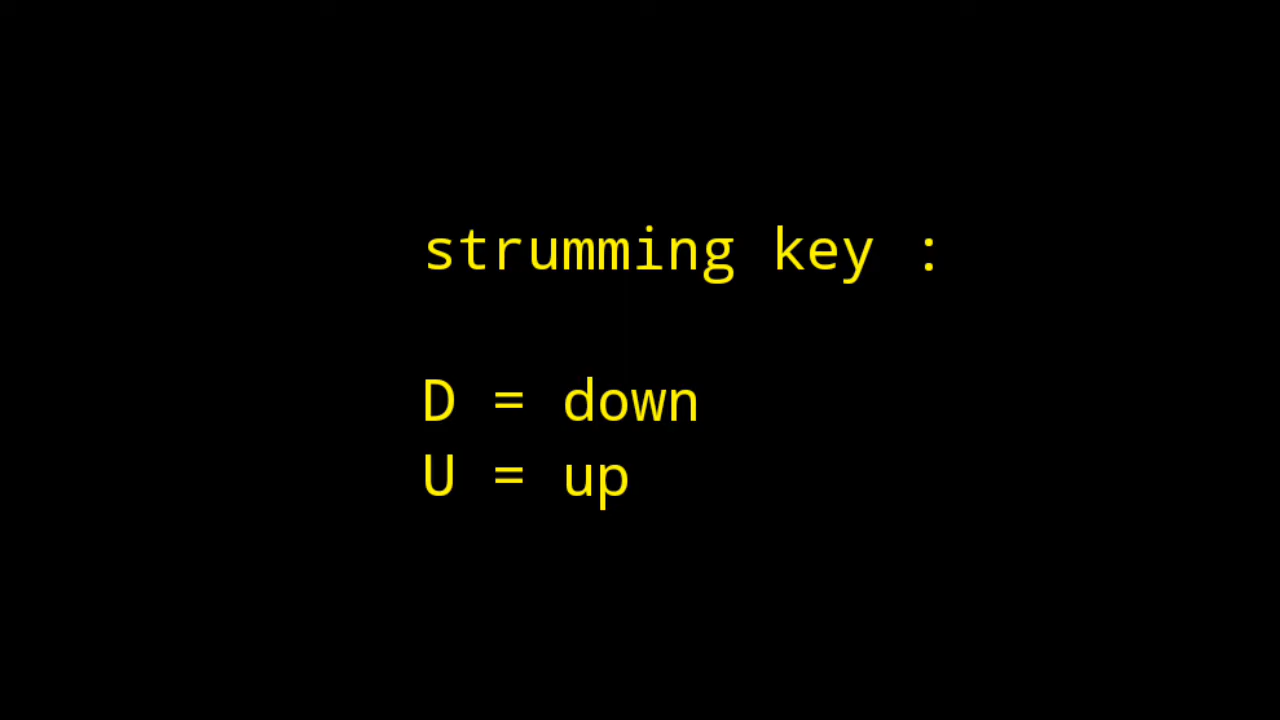 strumming key :
D = down
U = up